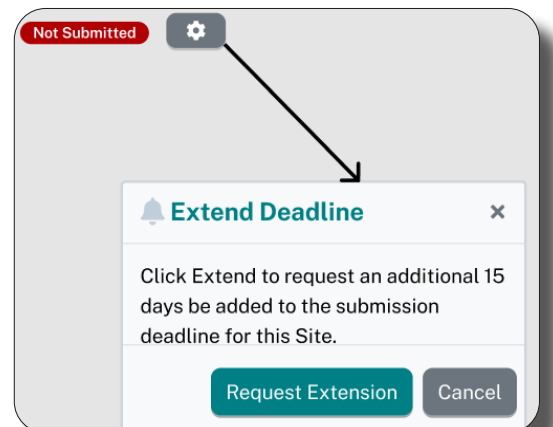 Not Submitted
Extend Deadline ×
Click Extend to request an additional 15
days be added to the submission
deadline for this Site.
Request Extension Cancel